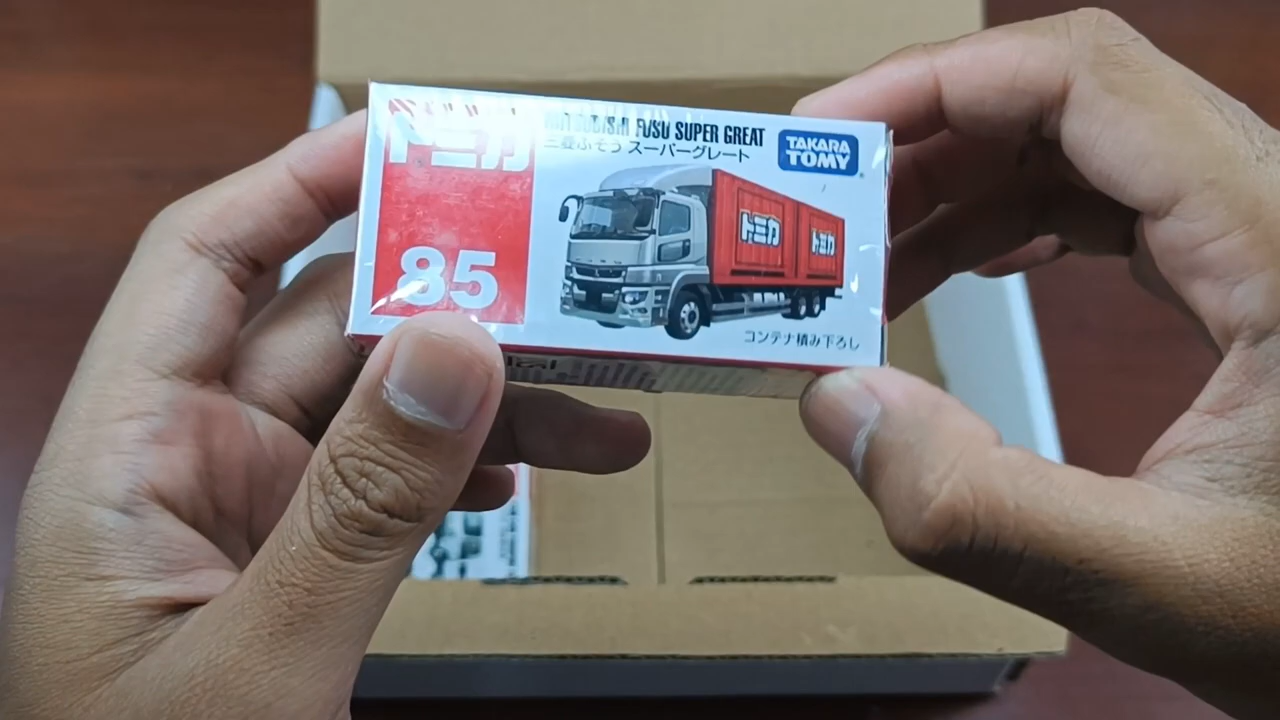 トミカ
85
MITSUBISHI FUSO SUPER GREAT
三菱ふそう スーパーグレート
TAKARA
TOMY
トミカ
トミカ
コンテナ積み下ろし